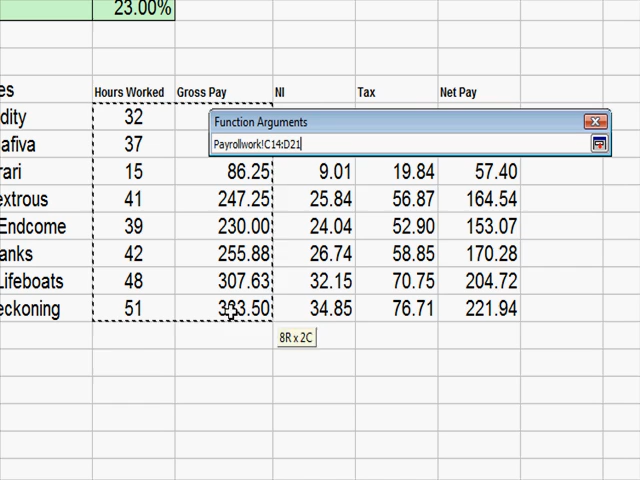 23.00%
es Hours Worked Gross Pay NI Tax Net Pay
dity 32
afiva 37
Function Arguments
Payrollwork!C14:D21
rari 15 86.25 9.01 19.84 57.40
extrous 41 247.25 25.84 56.87 164.54
Endcome 39 230.00 24.04 52.90 153.07
anks 42 255.88 26.74 58.85 170.28
Lifeboats 48 307.63 32.15 70.75 204.72
eckoning 51 333.50 34.85 76.71 221.94
8R x 2C